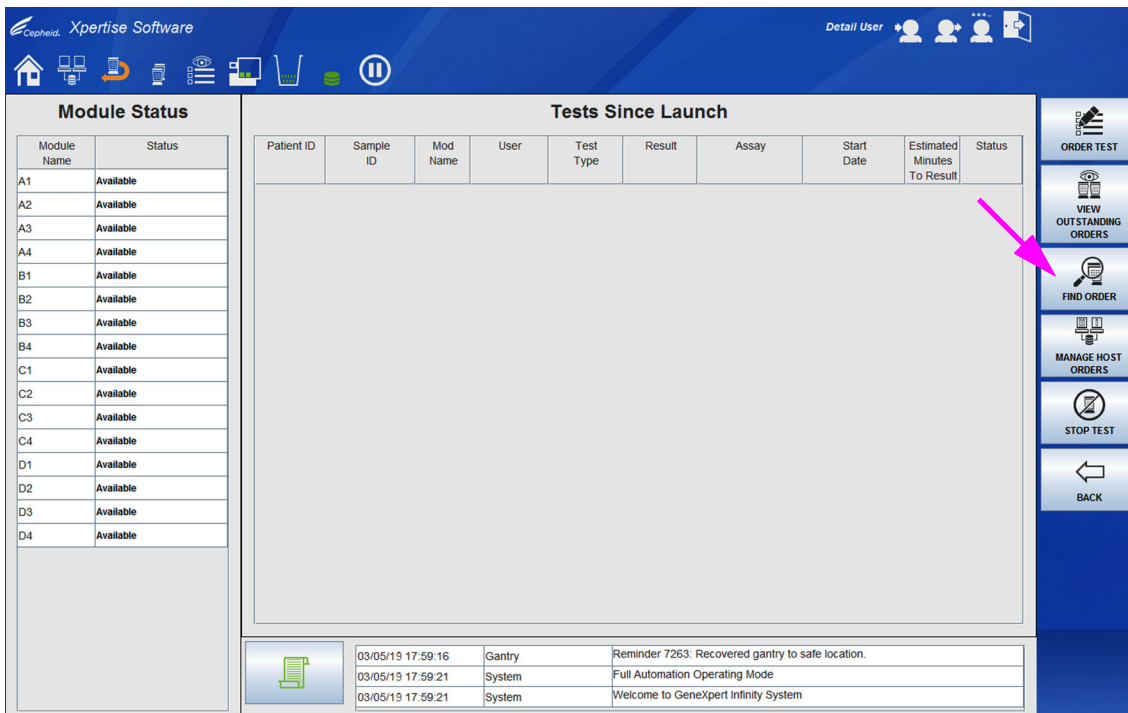 Cepheid. Xpertise Software
Detail User
Module Status
Module Name Status
A1 Available
A2 Available
A3 Available
A4 Available
B1 Available
B2 Available
B3 Available
B4 Available
C1 Available
C2 Available
C3 Available
C4 Available
D1 Available
D2 Available
D3 Available
D4 Available
Tests Since Launch
Patient ID Sample ID Mod Name User Test Type Result Assay Start Date Estimated Minutes To Result Status
03/05/19 17:59:16 Gantry Reminder 7263: Recovered gantry to safe location.
03/05/19 17:59:21 System Full Automation Operating Mode
03/05/19 17:59:21 System Welcome to GeneXpert Infinity System
ORDER TEST
VIEW
OUTSTANDING
ORDERS
FIND ORDER
MANAGE HOST
ORDERS
STOP TEST
BACK